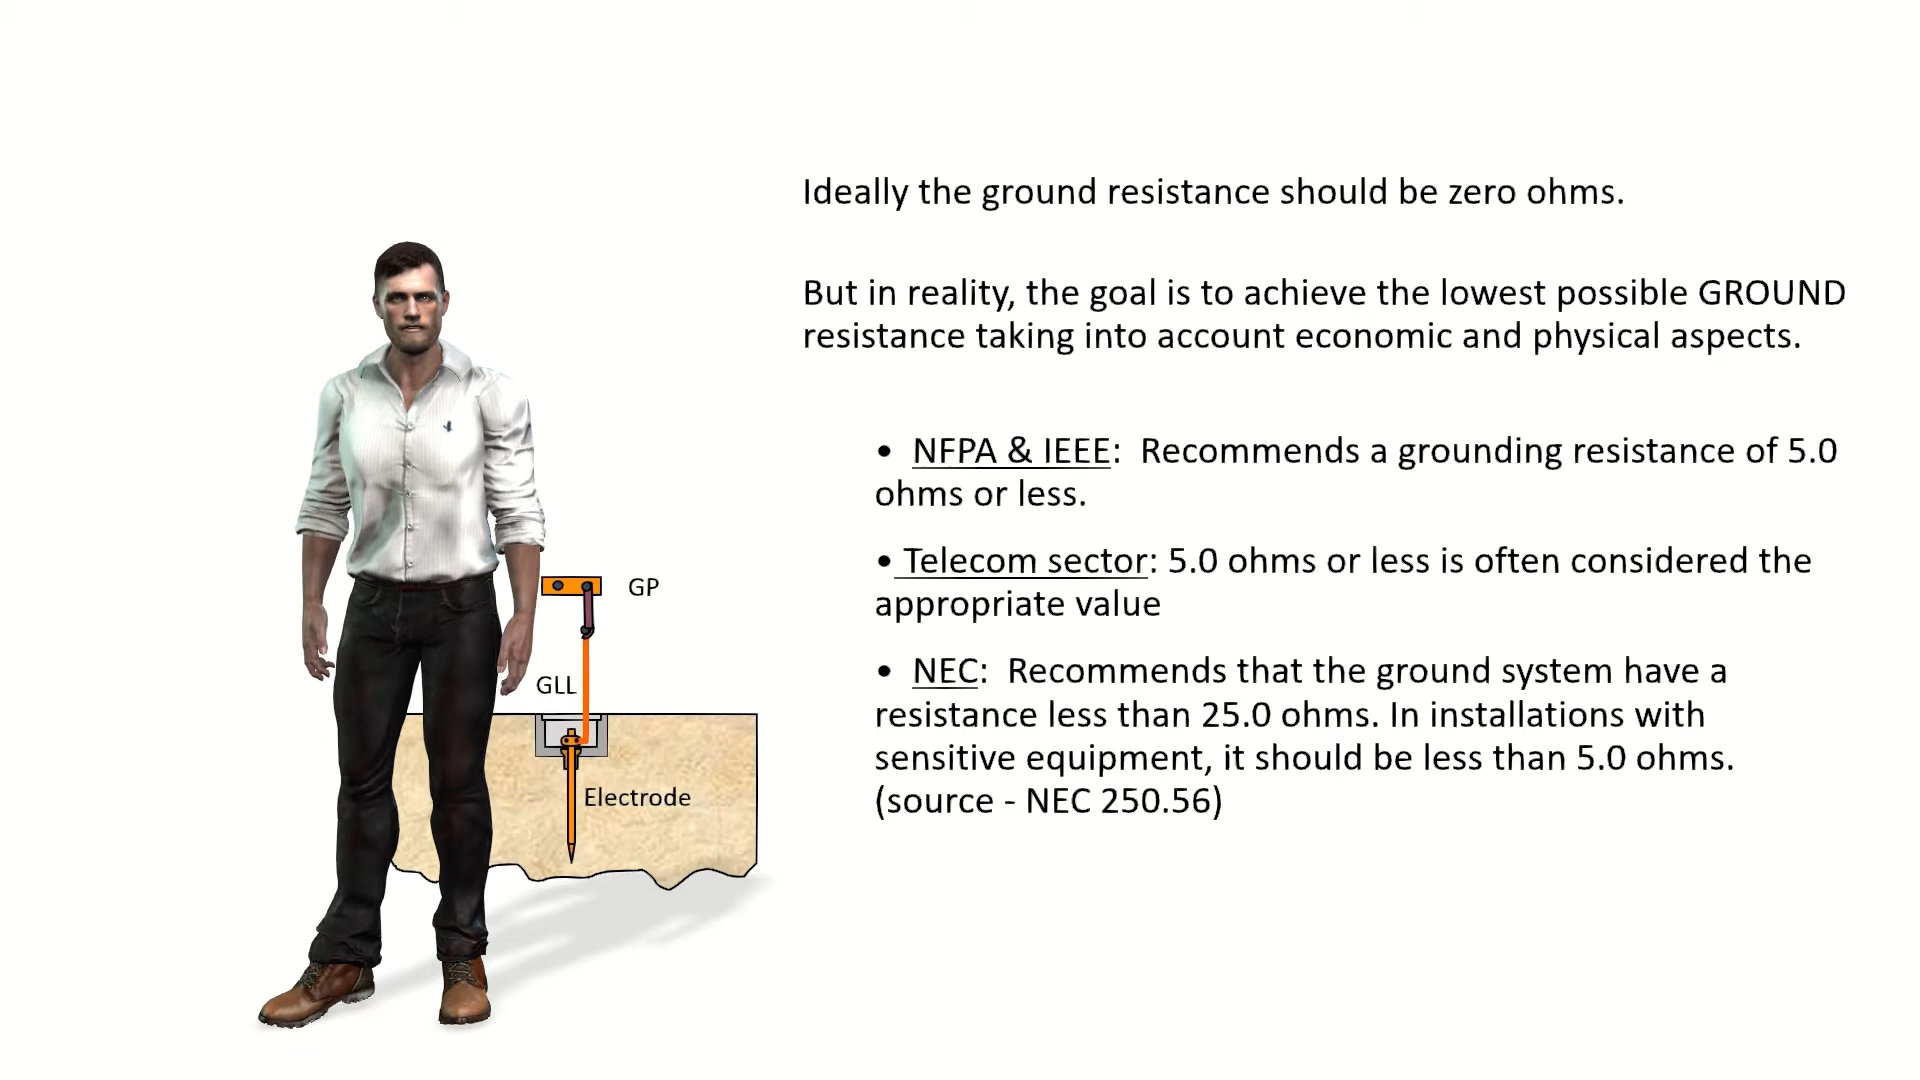 Ideally the ground resistance should be zero ohms.
But in reality, the goal is to achieve the lowest possible GROUND
resistance taking into account economic and physical aspects.
• NFPA & IEEE: Recommends a grounding resistance of 5.0
ohms or less.
• Telecom sector: 5.0 ohms or less is often considered the
appropriate value
• NEC: Recommends that the ground system have a
resistance less than 25.0 ohms. In installations with
sensitive equipment, it should be less than 5.0 ohms.
(source - NEC 250.56)
GP
GLL
Electrode